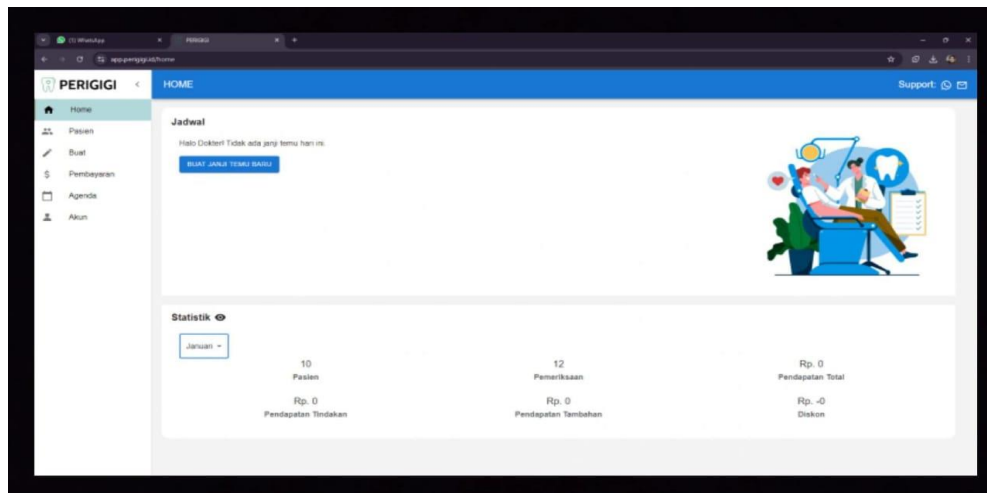 (1) WhatsApp
PERIGIGI
app.perigigi.id/home
PERIGIGI
HOME
Support:
Home
Pasien
Buat
Pembayaran
Agenda
Akun
Jadwal
Halo Dokter! Tidak ada janji temu hari ini.
BUAT JANJI TEMU BARU
Statistik
Januari
10
Pasien
12
Pemeriksaan
Rp. 0
Pendapatan Total
Rp. 0
Pendapatan Tindakan
Rp. 0
Pendapatan Tambahan
Rp. -0
Diskon